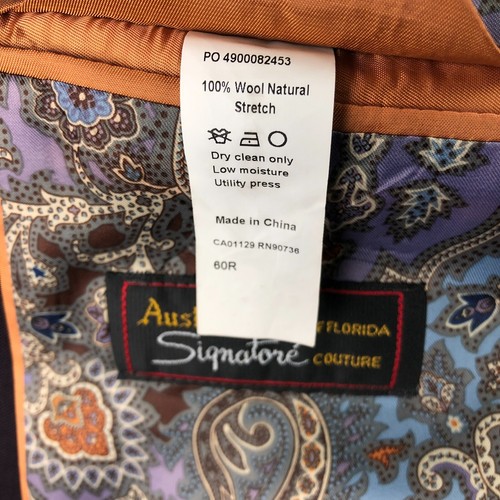 PO 4900082453
100% Wool Natural
Stretch
Dry clean only
Low moisture
Utility press
Made in China
CA01129 RN90736
60R
Aus
FLORIDA
Signatoré COUTURE